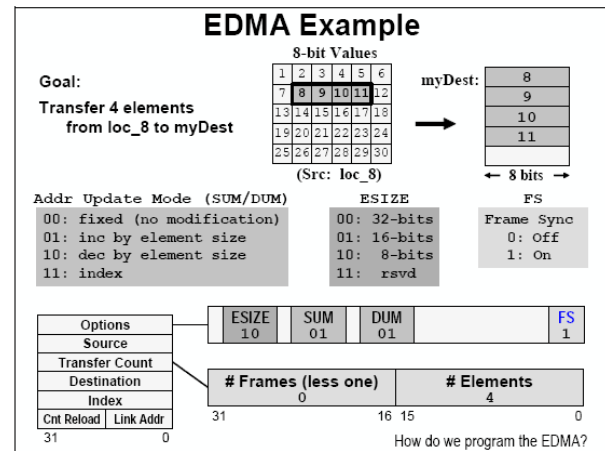 EDMA Example
8-bit Values
Goal:
Transfer 4 elements
from loc_8 to myDest
1 2 3 4 5 6
7 8 9 10 11 12
13 14 15 16 17 18
19 20 21 22 23 24
25 26 27 28 29 30
(Src: loc_8)
myDest:
8
9
10
11
← 8 bits →
Addr Update Mode (SUM/DUM)
00: fixed (no modification)
01: inc by element size
10: dec by element size
11: index
ESIZE
00: 32-bits
01: 16-bits
10: 8-bits
11: rsvd
FS
Frame Sync
0: Off
1: On
Options
Source
Transfer Count
Destination
Index
Cnt Reload Link Addr
31 0
ESIZE SUM DUM FS
10 01 01 1
# Frames (less one) # Elements
0 4
31 16 15 0
How do we program the EDMA?